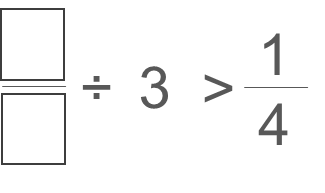 □/□ ÷ 3 > 1/4